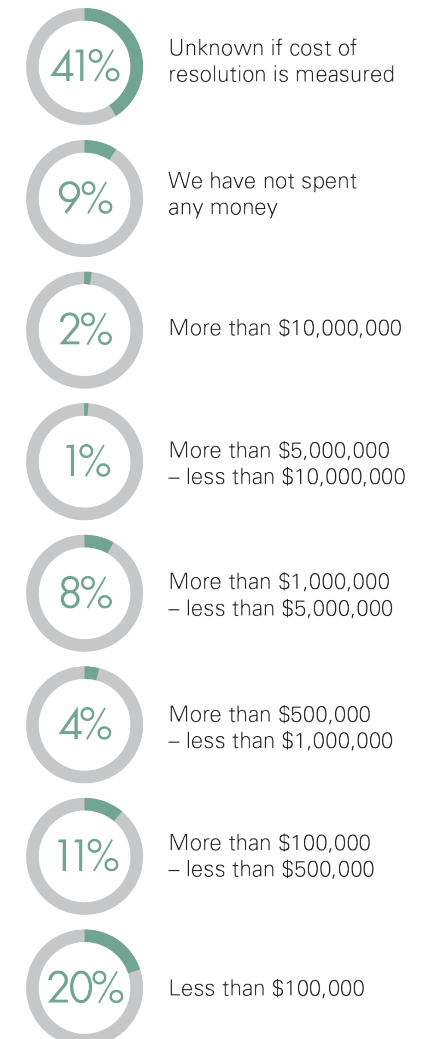 41%
Unknown if cost of
resolution is measured
9%
We have not spent
any money
2%
More than $10,000,000
1%
More than $5,000,000
– less than $10,000,000
8%
More than $1,000,000
– less than $5,000,000
4%
More than $500,000
– less than $1,000,000
11%
More than $100,000
– less than $500,000
20%
Less than $100,000